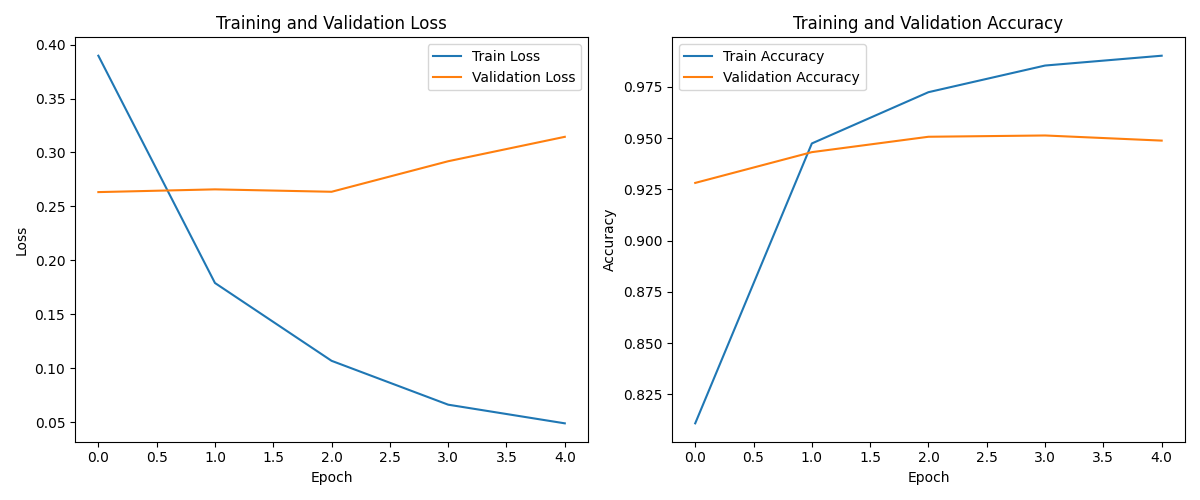 Training and Validation Loss
Train Loss
Validation Loss
0.40
0.35
0.30
0.25
0.20
0.15
0.10
0.05
Loss
0.0 0.5 1.0 1.5 2.0 2.5 3.0 3.5 4.0
Epoch
Training and Validation Accuracy
Train Accuracy
Validation Accuracy
0.975
0.950
0.925
0.900
0.875
0.850
0.825
Accuracy
0.0 0.5 1.0 1.5 2.0 2.5 3.0 3.5 4.0
Epoch